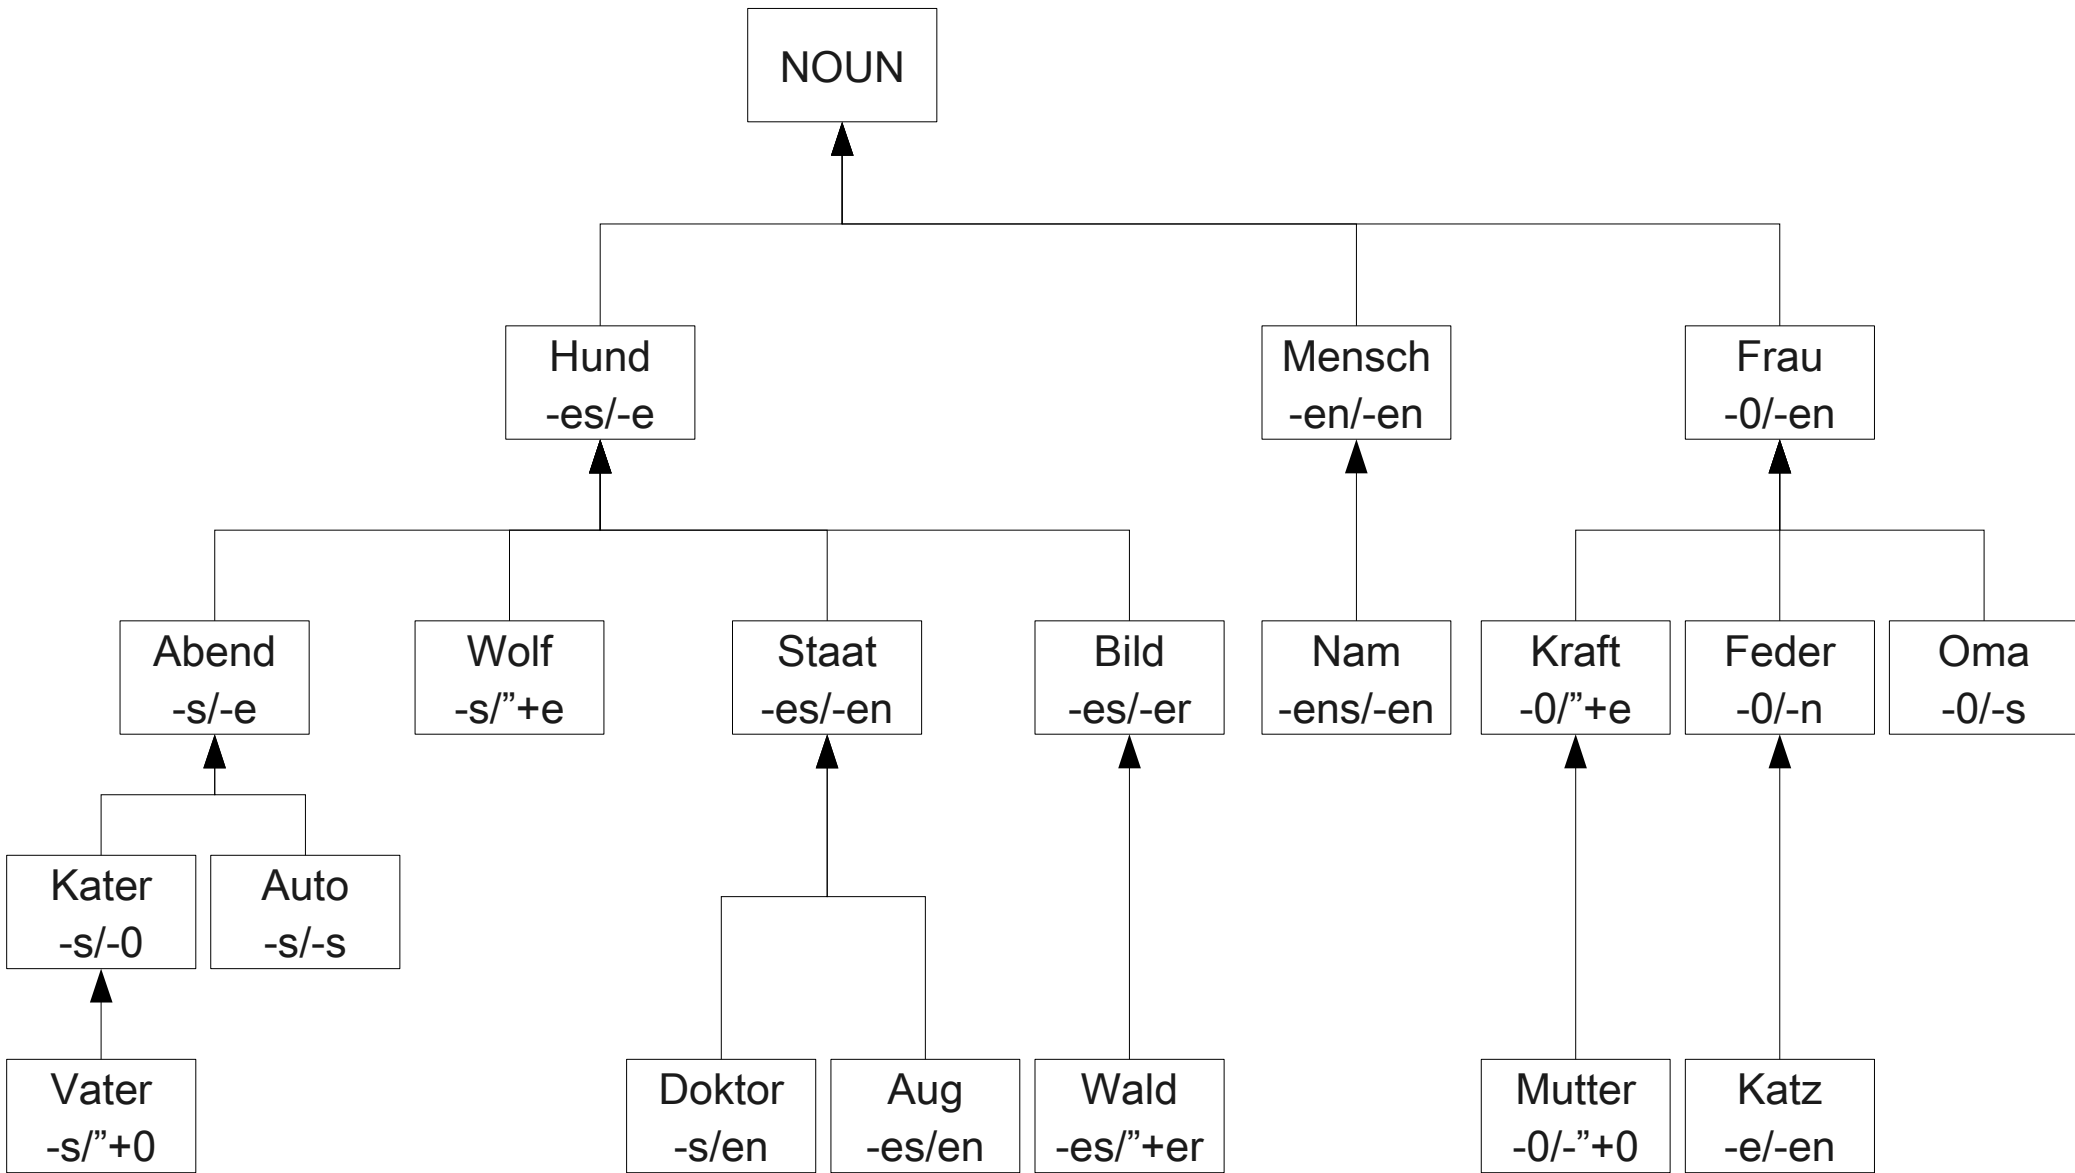 NOUN
Hund
-es/-e
Mensch
-en/-en
Frau
-0/-en
Abend
-s/-e
Wolf
-s/”+e
Staat
-es/-en
Bild
-es/-er
Nam
-ens/-en
Kraft
-0/”+e
Feder
-0/-n
Oma
-0/-s
Kater
-s/-0
Auto
-s/-s
Vater
-s/”+0
Doktor
-s/en
Aug
-es/en
Wald
-es/”+er
Mutter
-0/-”+0
Katz
-e/-en